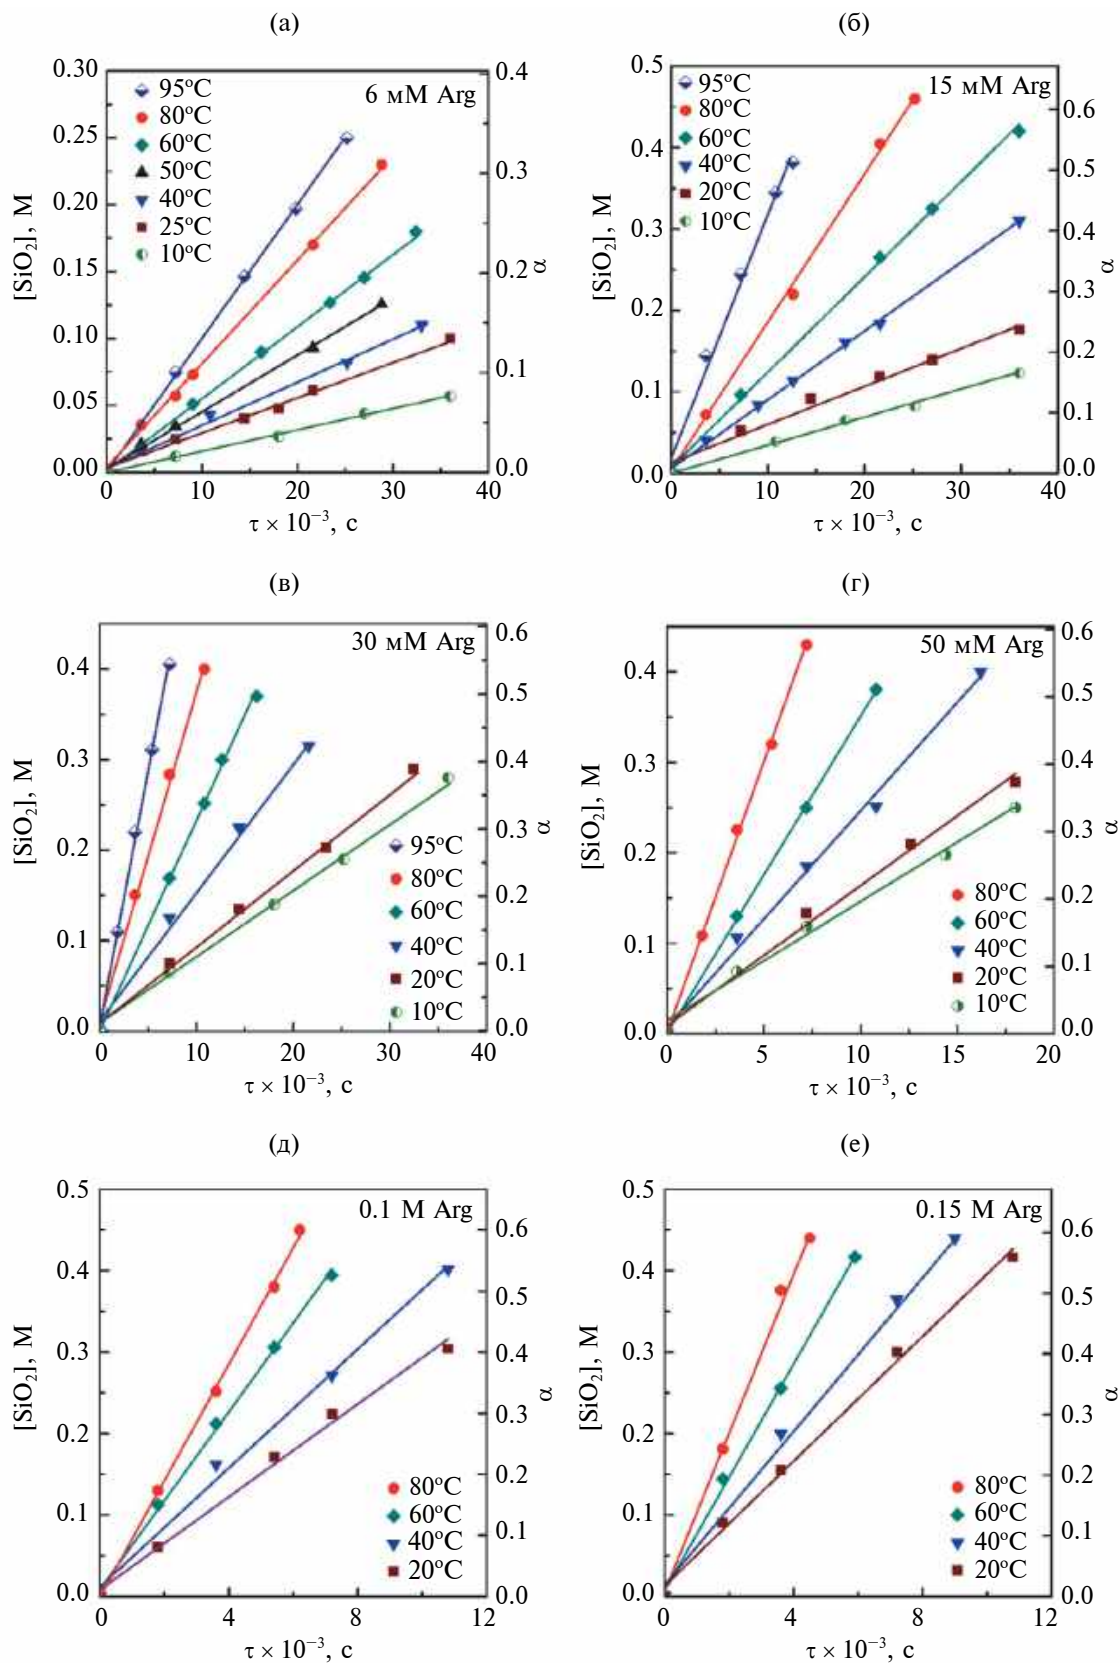 (а)
[SiO₂], М
0.30
0.25
0.20
0.15
0.10
0.05
0.00
95°C
80°C
60°C
50°C
40°C
25°C
10°C
6 мМ Arg
0.4
0.3
0.2
0.1
0.0
α
0 10 20 30 40
τ × 10⁻³, с
(б)
[SiO₂], М
0.5
0.4
0.3
0.2
0.1
0.0
95°C
80°C
60°C
40°C
20°C
10°C
15 мМ Arg
0.6
0.5
0.4
0.3
0.2
0.1
0.0
α
0 10 20 30 40
τ × 10⁻³, с
(в)
[SiO₂], М
0.4
0.3
0.2
0.1
0.0
30 мМ Arg
95°C
80°C
60°C
40°C
20°C
10°C
0.6
0.5
0.4
0.3
0.2
0.1
0.0
α
0 10 20 30 40
τ × 10⁻³, с
(г)
[SiO₂], М
0.4
0.3
0.2
0.1
0.0
50 мМ Arg
80°C
60°C
40°C
20°C
10°C
0.6
0.5
0.4
0.3
0.2
0.1
0.0
α
0 5 10 15 20
τ × 10⁻³, с
(д)
[SiO₂], М
0.5
0.4
0.3
0.2
0.1
0.0
0.1 М Arg
80°C
60°C
40°C
20°C
0.6
0.5
0.4
0.3
0.2
0.1
0.0
α
0 4 8 12
τ × 10⁻³, с
(е)
[SiO₂], М
0.5
0.4
0.3
0.2
0.1
0.0
0.15 М Arg
80°C
60°C
40°C
20°C
0.6
0.5
0.4
0.3
0.2
0.1
0.0
α
0 4 8 12
τ × 10⁻³, с